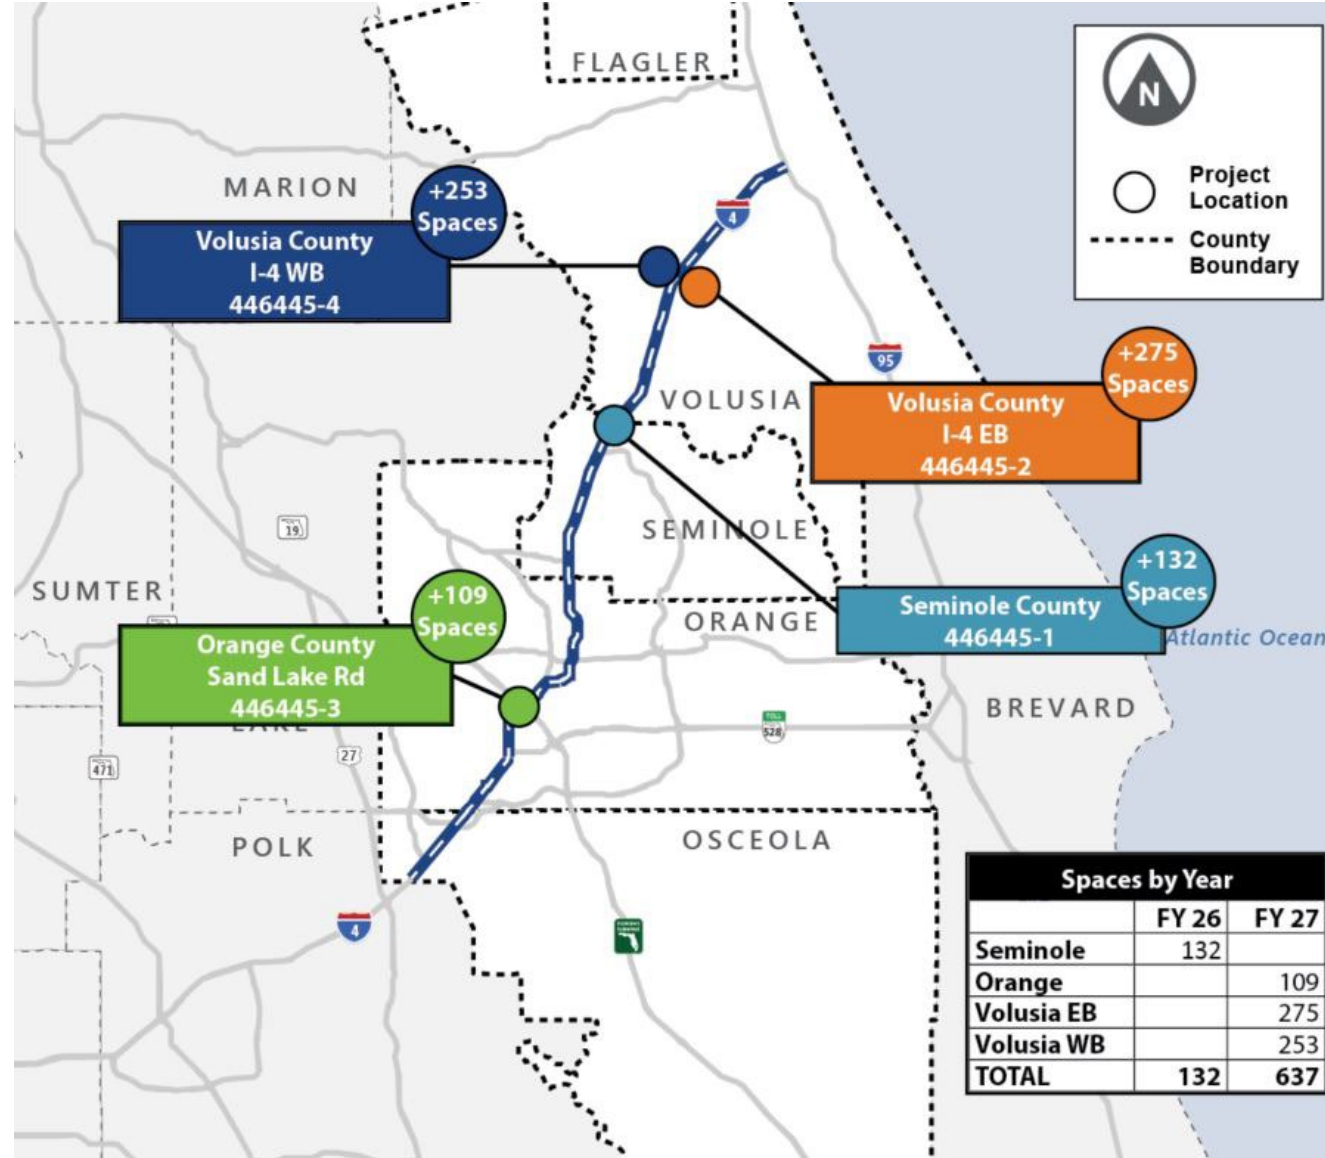 FLAGLER
N
MARION
+253
Spaces
Project
Location
Volusia County
I-4 WB
446445-4
4
County
Boundary
95
+275
Spaces
VOLUSIA
Volusia County
I-4 EB
446445-2
19
SEMINOLE
SUMTER
+132
Spaces
+109
Spaces
Seminole County
446445-1
ORANGE
Atlantic Ocean
Orange County
Sand Lake Rd
446445-3
LAKE
BREVARD
TOLL
528
27
471
POLK
OSCEOLA
4
Spaces by Year
FY 26 FY 27
Seminole 132
Orange 109
Volusia EB 275
Volusia WB 253
TOTAL 132 637